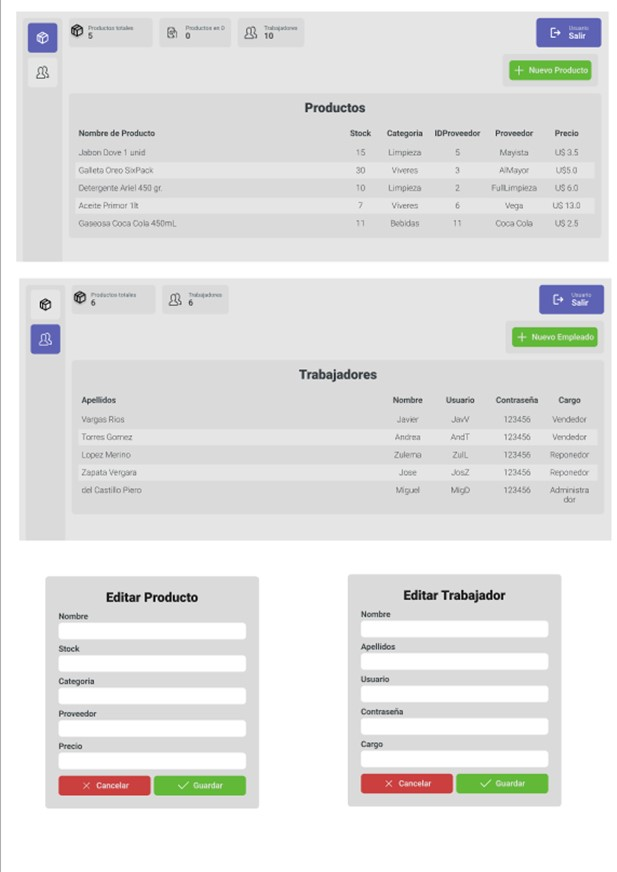 Productos totales
5
Productos en 0
0
Trabajadores
10
Usuario
Salir
Nuevo Producto
Productos
Nombre de Producto Stock Categoria IDProveedor Proveedor Precio
Jabon Dove 1 unid 15 Limpieza 5 Mayista U$ 3.5
Galleta Oreo SixPack 30 Viveres 3 AlMayor U$5.0
Detergente Ariel 450 gr. 10 Limpieza 2 FullLimpieza U$ 6.0
Aceite Primor 1lt 7 Viveres 6 Vega U$ 13.0
Gaseosa Coca Cola 450mL 11 Bebidas 11 Coca Cola U$ 2.5
Productos totales
6
Trabajadores
6
Usuario
Salir
Nuevo Empleado
Trabajadores
Apellidos Nombre Usuario Contraseña Cargo
Vargas Rios Javier JavV 123456 Vendedor
Torres Gomez Andrea AndT 123456 Vendedor
Lopez Merino Zulema ZulL 123456 Reponedor
Zapata Vergara Jose JosZ 123456 Reponedor
del Castillo Piero Miguel MigD 123456 Administra
dor
Editar Producto
Nombre
Stock
Categoria
Proveedor
Precio
Cancelar Guardar
Editar Trabajador
Nombre
Apellidos
Usuario
Contraseña
Cargo
Cancelar Guardar